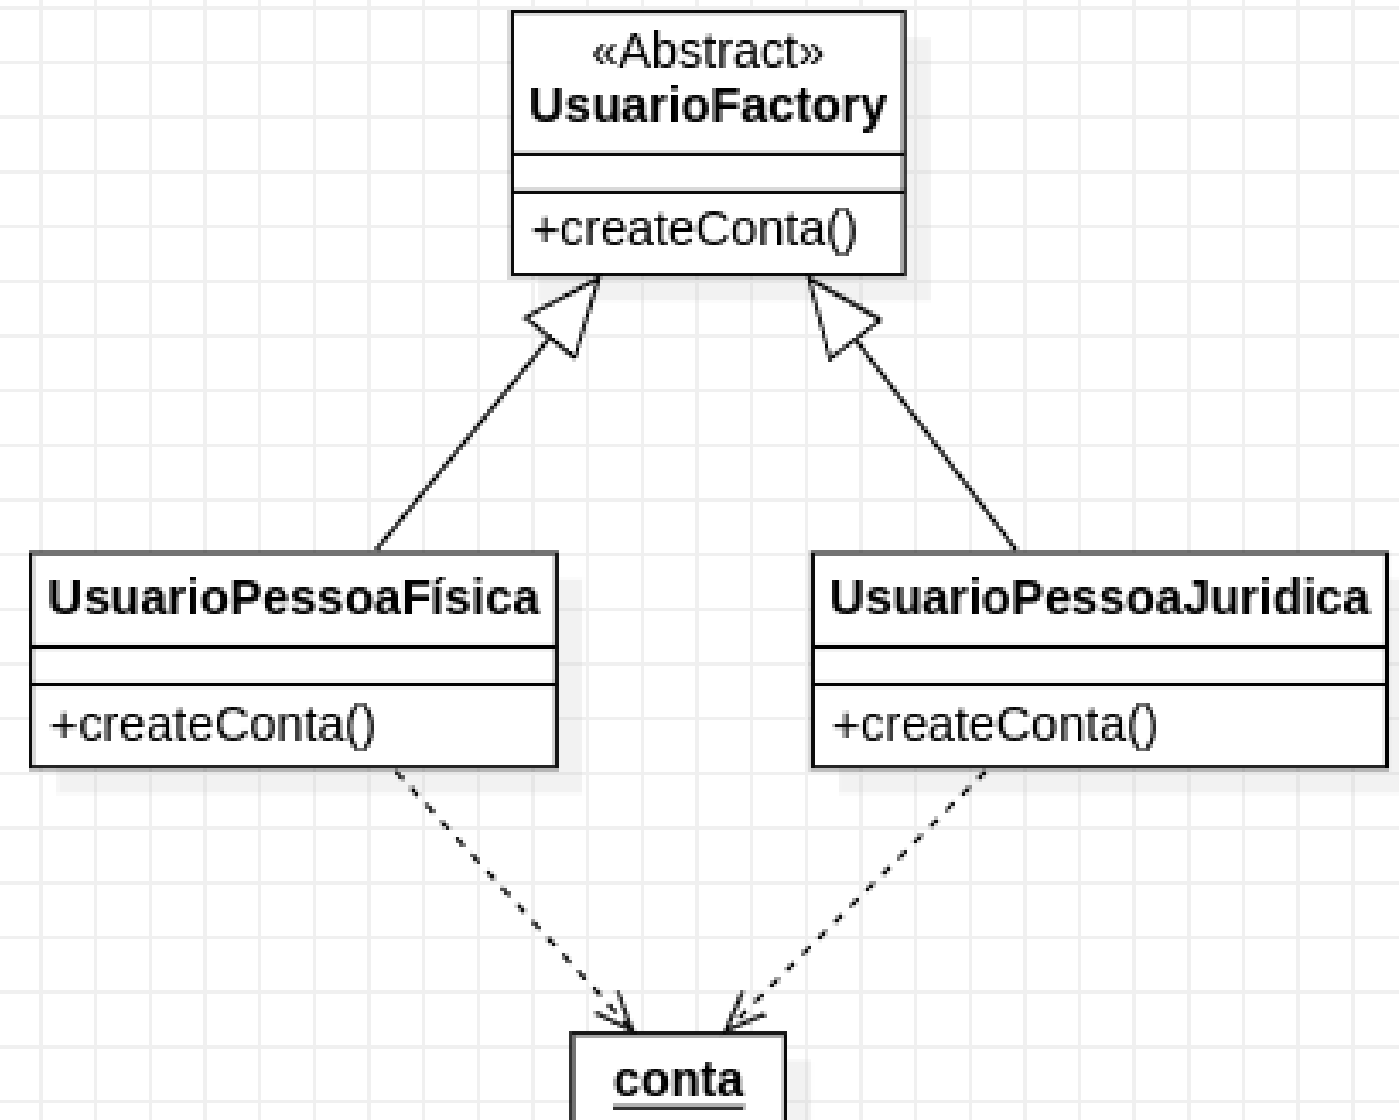 «Abstract»
UsuarioFactory
+createConta()
UsuarioPessoaFísica
UsuarioPessoaJuridica
+createConta()
+createConta()
conta